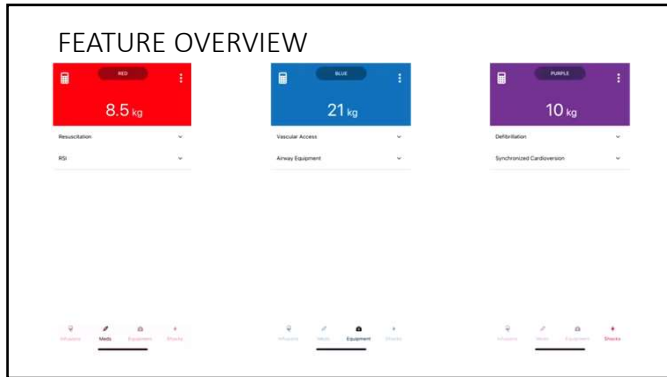 FEATURE OVERVIEW
RED
8.5 kg
Resuscitation
RSI
Infusions Meds Equipment Shocks
BLUE
21 kg
Vascular Access
Airway Equipment
Infusions Meds Equipment Shocks
PURPLE
10 kg
Defibrillation
Synchronized Cardioversion
Infusions Meds Equipment Shocks